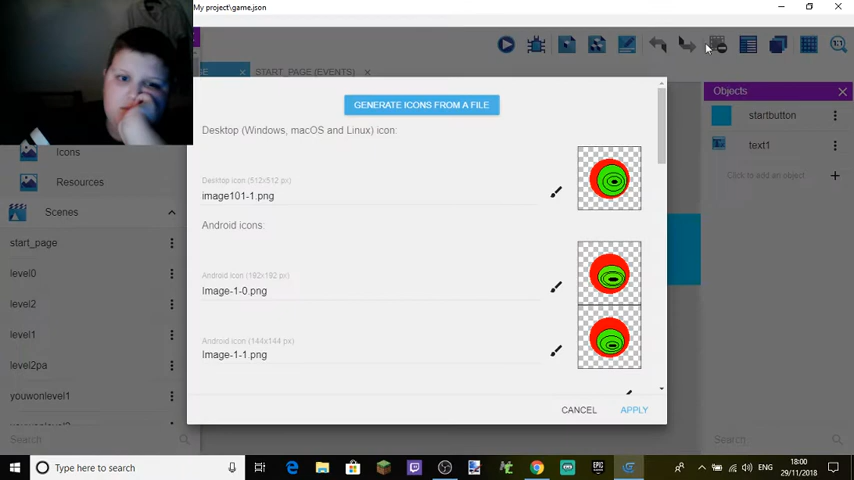 My project\game.json
START_PAGE (EVENTS)
GENERATE ICONS FROM A FILE
Desktop (Windows, macOS and Linux) icon:
Desktop icon (512x512 px)
image101-1.png
Android icons:
Android icon (192x192 px)
Image-1-0.png
Android icon (144x144 px)
Image-1-1.png
CANCEL
APPLY
Icons
Resources
Scenes
start_page
level0
level2
level1
level2pa
youwonlevel1
Search
Objects
startbutton
text1
Click to add an object
Search
1:1
Type here to search
EPIC
ENG
18:00
29/11/2018